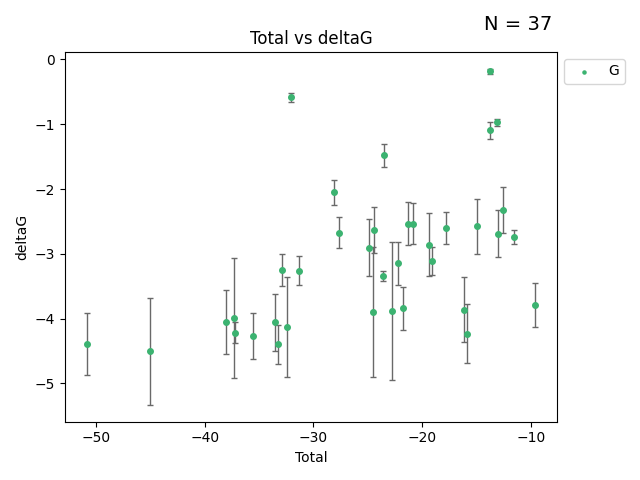 N = 37
Total vs deltaG
G
deltaG
0
−1
−2
−3
−4
−5
−50 −40 −30 −20 −10
Total